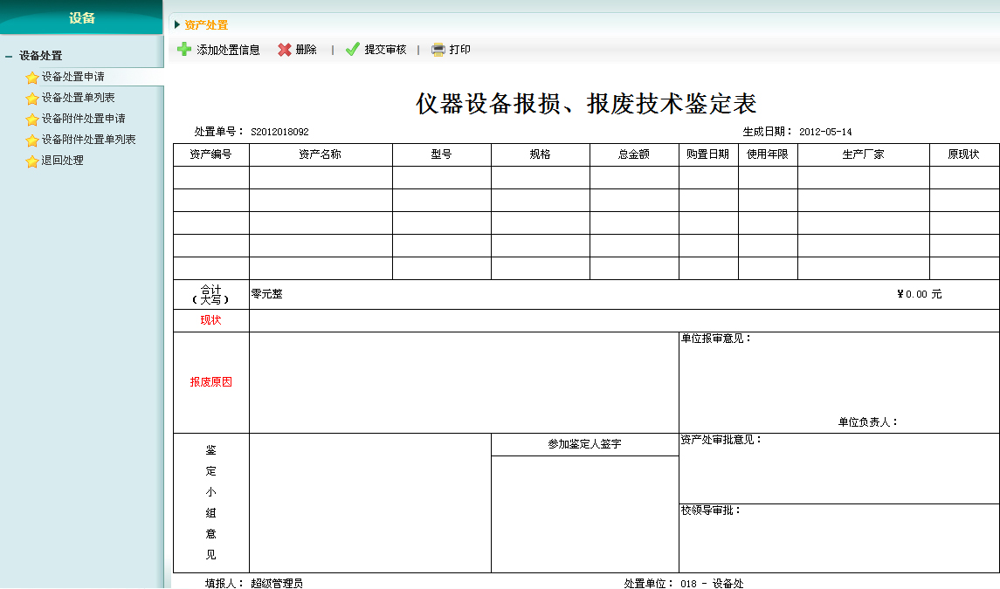 设备
设备处置
设备处置申请
设备处置单列表
设备附件处置申请
设备附件处置单列表
退回处理
资产处置
添加处置信息 删除 | 提交审核 | 打印
仪器设备报损、报废技术鉴定表
处置单号： S2012018092 生成日期： 2012-05-14
资产编号 资产名称 型号 规格 总金额 购置日期 使用年限 生产厂家 原现状
合计
(大写)
零元整 ¥0.00 元
现状
报废原因
单位报审意见：
单位负责人：
鉴
定
小
组
意
见
参加鉴定人签字
资产处审批意见：
校领导审批：
填报人： 超级管理员 处置单位： 018 - 设备处